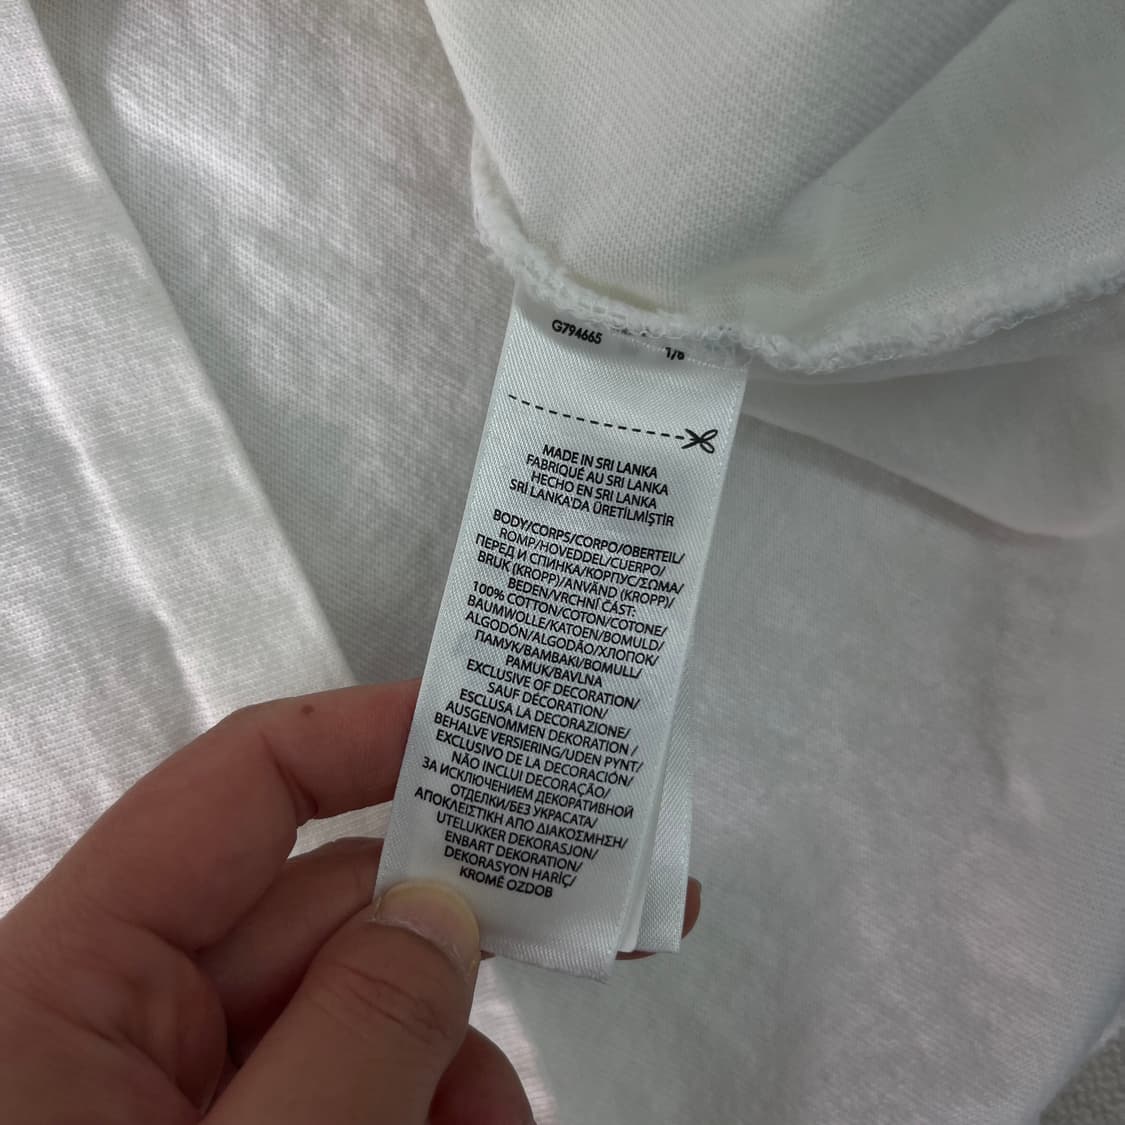 G794665
1/6
MADE IN SRI LANKA
FABRIQUÉ AU SRI LANKA
HECHO EN SRI LANKA
SRİ LANKA'DA ÜRETİLMİŞTİR
BODY/CORPS/CORPO/OBERTEIL/
ROMP/HOVEDDEL/CUERPO/
ПЕРЕД И СПИНКА/КОРПУС/ΣΩΜΑ/
BRUK (KROPP)/ANVÄND (KROPP)/
BEDEN/VRCHNÍ ČÁST:
100% COTTON/COTON/COTONE/
BAUMWOLLE/KATOEN/BOMULD/
ALGODÓN/ALGODÃO/ХЛОПОК/
ПАМУК/ΒΑΜΒΑΚΙ/BOMULL/
PAMUK/BAVLNA
EXCLUSIVE OF DECORATION/
SAUF DÉCORATION/
ESCLUSA LA DECORAZIONE/
AUSGENOMMEN DEKORATION /
BEHALVE VERSIERING/UDEN PYNT/
EXCLUSIVO DE LA DECORACIÓN/
NÃO INCLUI DECORAÇÃO/
ЗА ИСКЛЮЧЕНИЕМ ДЕКОРАТИВНОЙ
ОТДЕЛКИ/БЕЗ УКРАСАТА/
ΑΠΟΚΛΕΙΣΤΙΚΗ ΑΠΟ ΔΙΑΚΟΣΜΗΣΗ/
UTELUKKER DEKORASJON/
ENBART DEKORATION/
DEKORASYON HARİÇ/
KROMĚ OZDOB